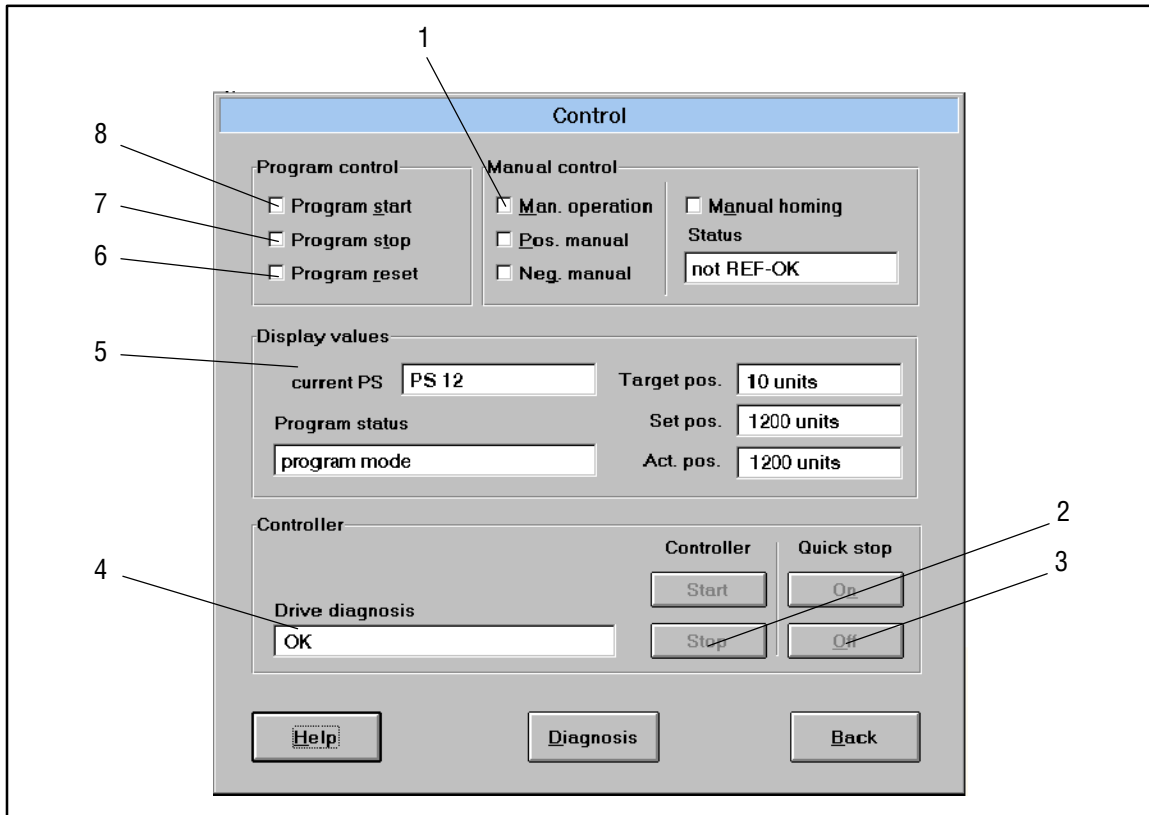 1
Control
8
7
6
Program control
Program start
Program stop
Program reset
Manual control
Man. operation
Pos. manual
Neg. manual
Manual homing
Status
not REF-OK
5
Display values
current PS
PS 12
Program status
program mode
Target pos.
10 units
Set pos.
1200 units
Act. pos.
1200 units
2
3
4
Controller
Drive diagnosis
OK
Controller
Start
Stop
Quick stop
On
Off
Help
Diagnosis
Back